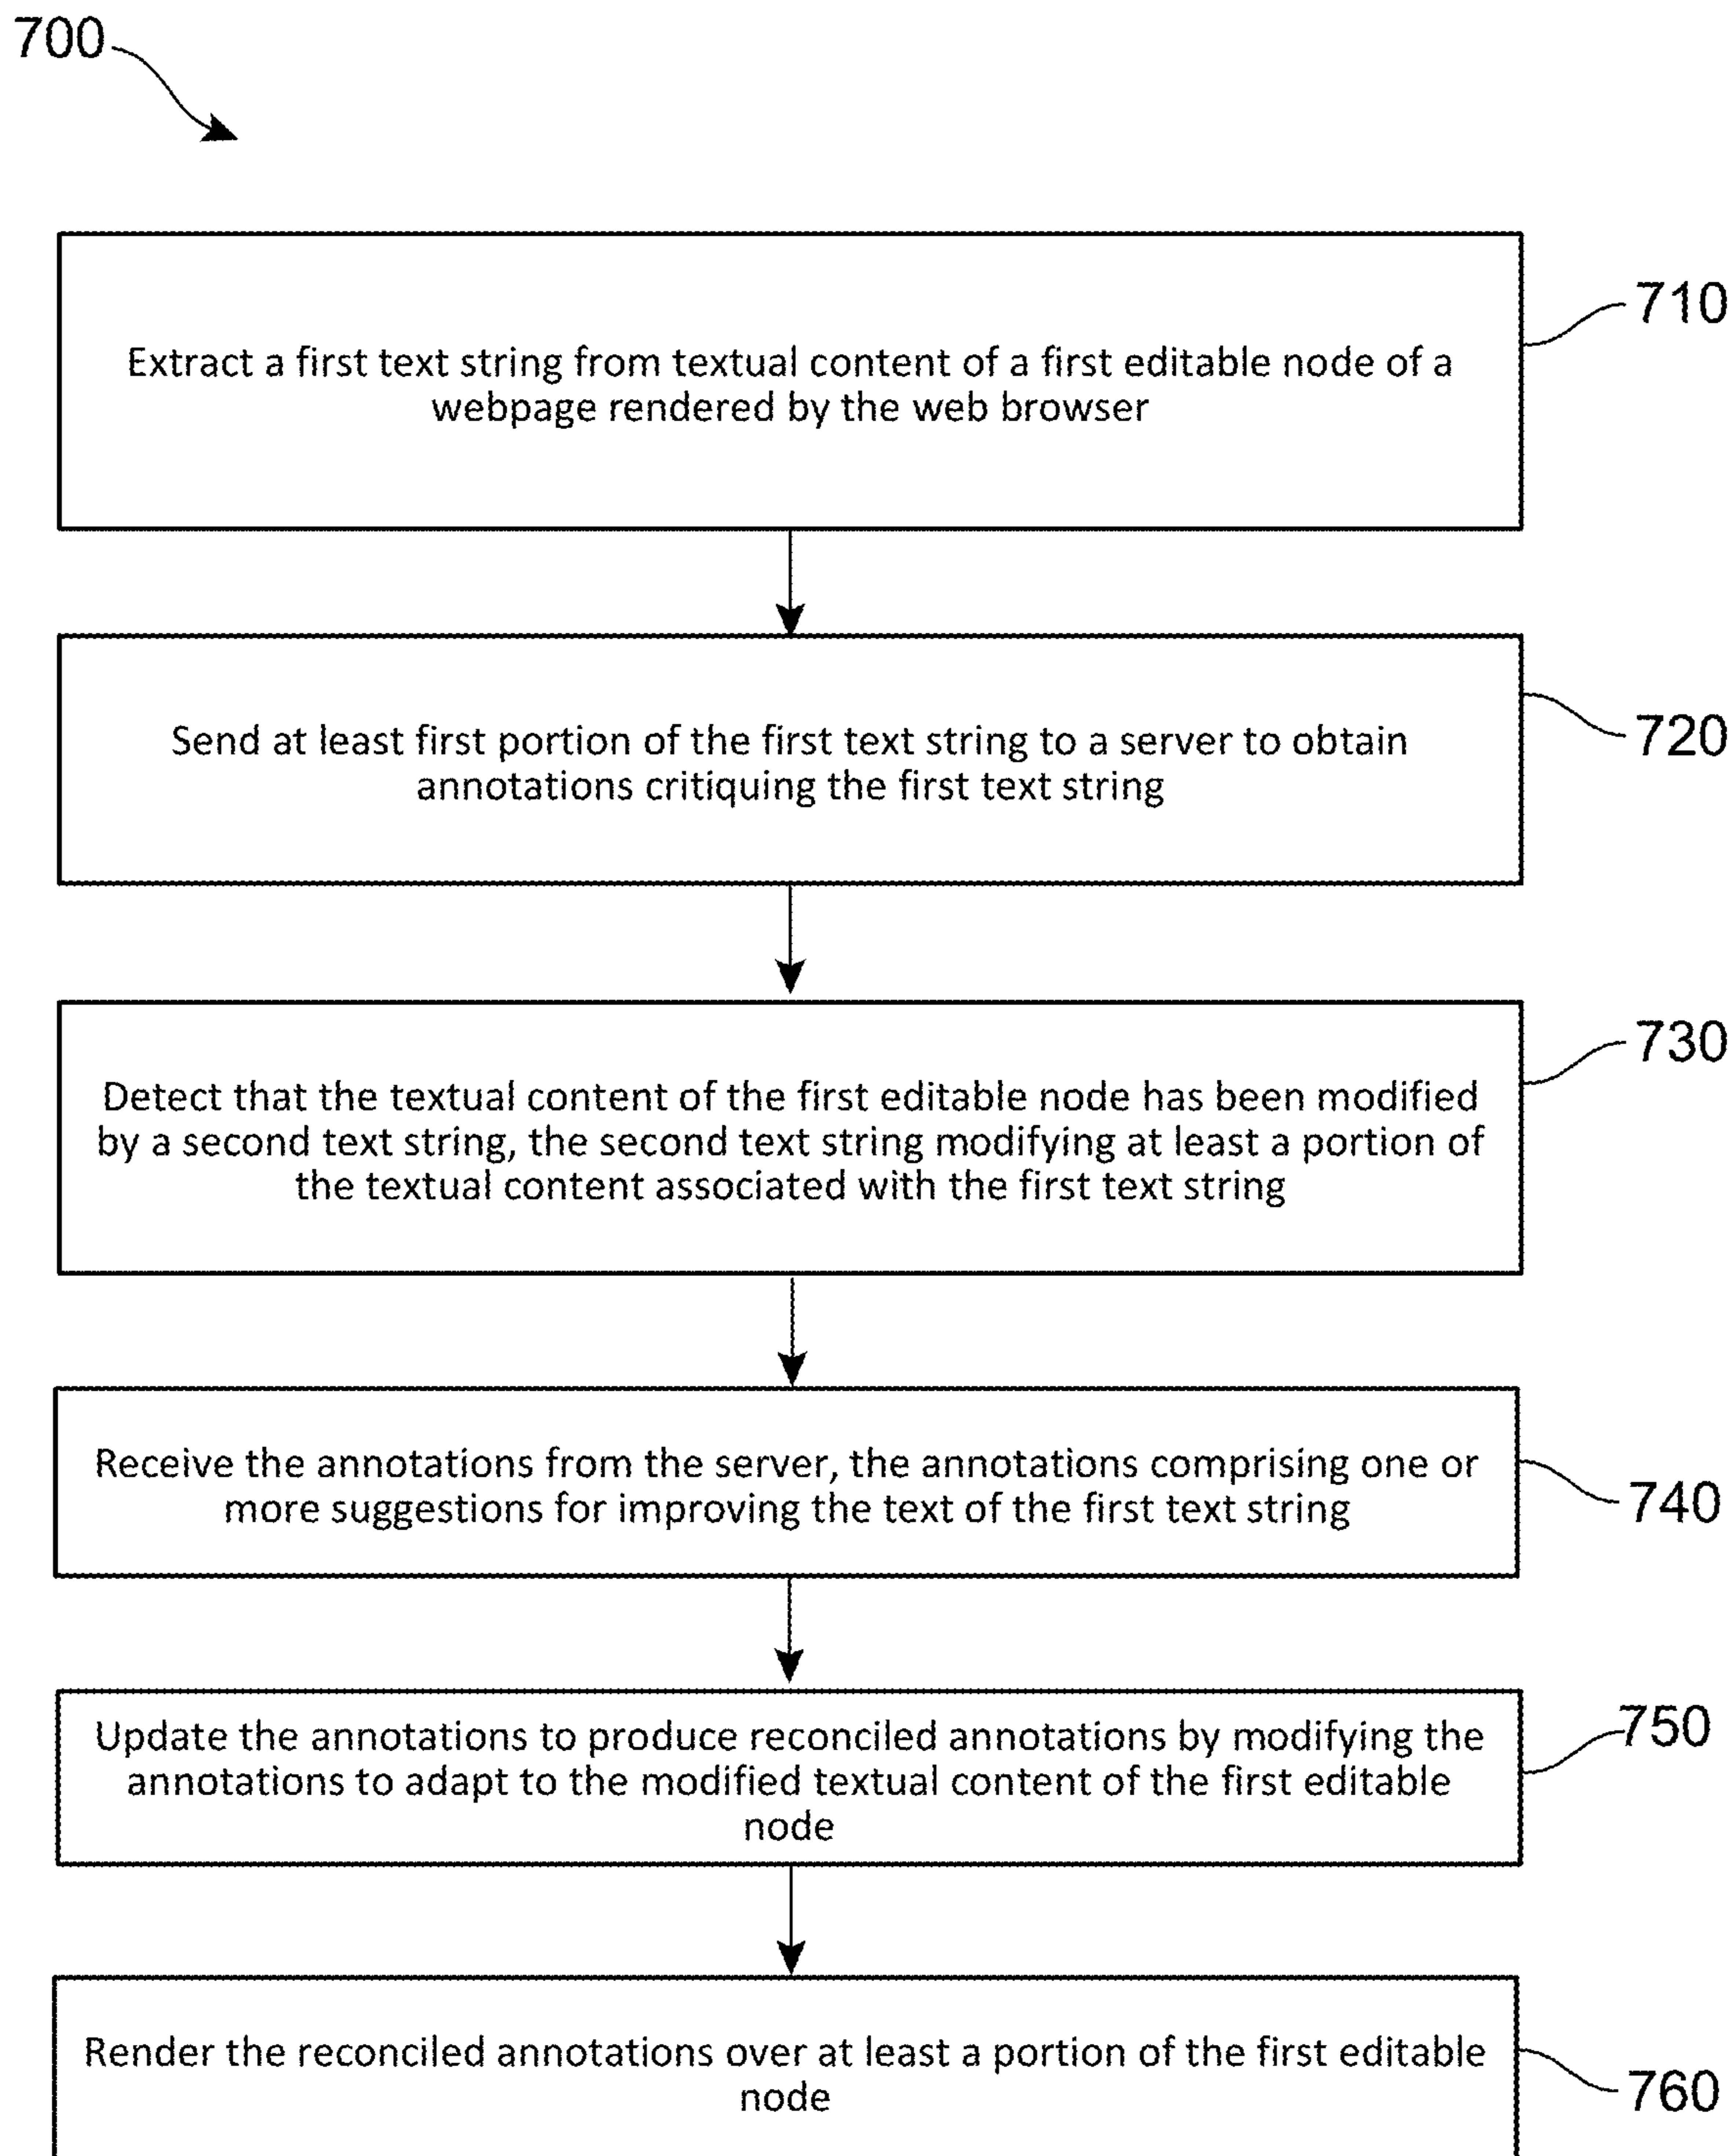 700
710
Extract a first text string from textual content of a first editable node of a
webpage rendered by the web browser
720
Send at least first portion of the first text string to a server to obtain
annotations critiquing the first text string
730
Detect that the textual content of the first editable node has been modified
by a second text string, the second text string modifying at least a portion of
the textual content associated with the first text string
740
Receive the annotations from the server, the annotations comprising one or
more suggestions for improving the text of the first text string
750
Update the annotations to produce reconciled annotations by modifying the
annotations to adapt to the modified textual content of the first editable
node
760
Render the reconciled annotations over at least a portion of the first editable
node